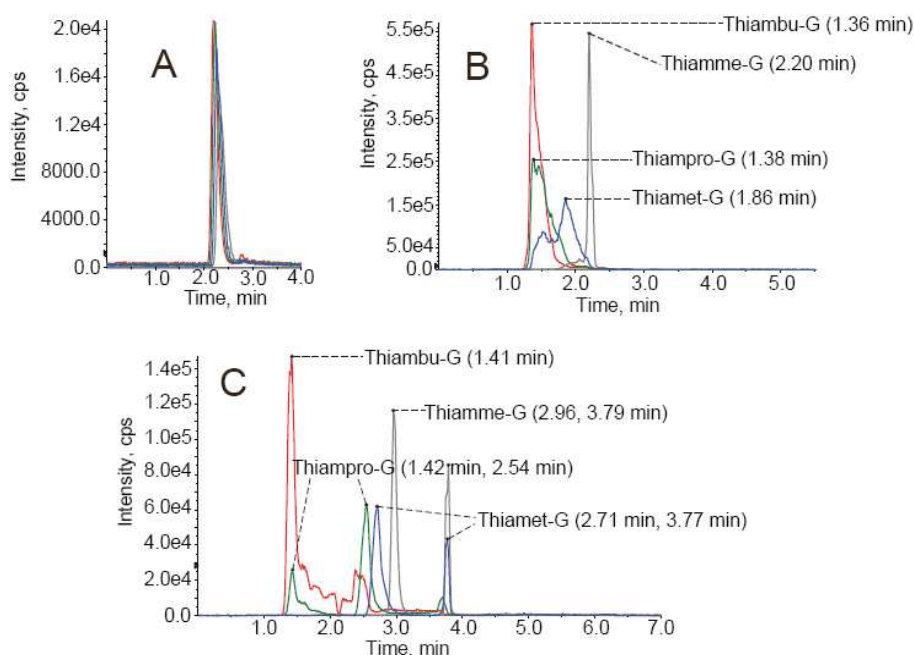 2.0e4
1.6e4
1.2e4
8000.0
4000.0
0.0
Intensity, cps
A
1.0 2.0 3.0 4.0
Time, min
5.5e5
4.5e5
3.5e5
2.5e5
1.5e5
5.0e4
0.0
Intensity, cps
B
Thiambu-G (1.36 min)
Thiamme-G (2.20 min)
Thiampro-G (1.38 min)
Thiamet-G (1.86 min)
1.0 2.0 3.0 4.0 5.0
Time, min
1.4e5
1.2e5
1.0e5
8.0e4
6.0e4
4.0e4
2.0e4
0.0
Intensity, cps
C
Thiambu-G (1.41 min)
Thiamme-G (2.96, 3.79 min)
Thiampro-G (1.42 min, 2.54 min)
Thiamet-G (2.71 min, 3.77 min)
1.0 2.0 3.0 4.0 5.0 6.0 7.0
Time, min